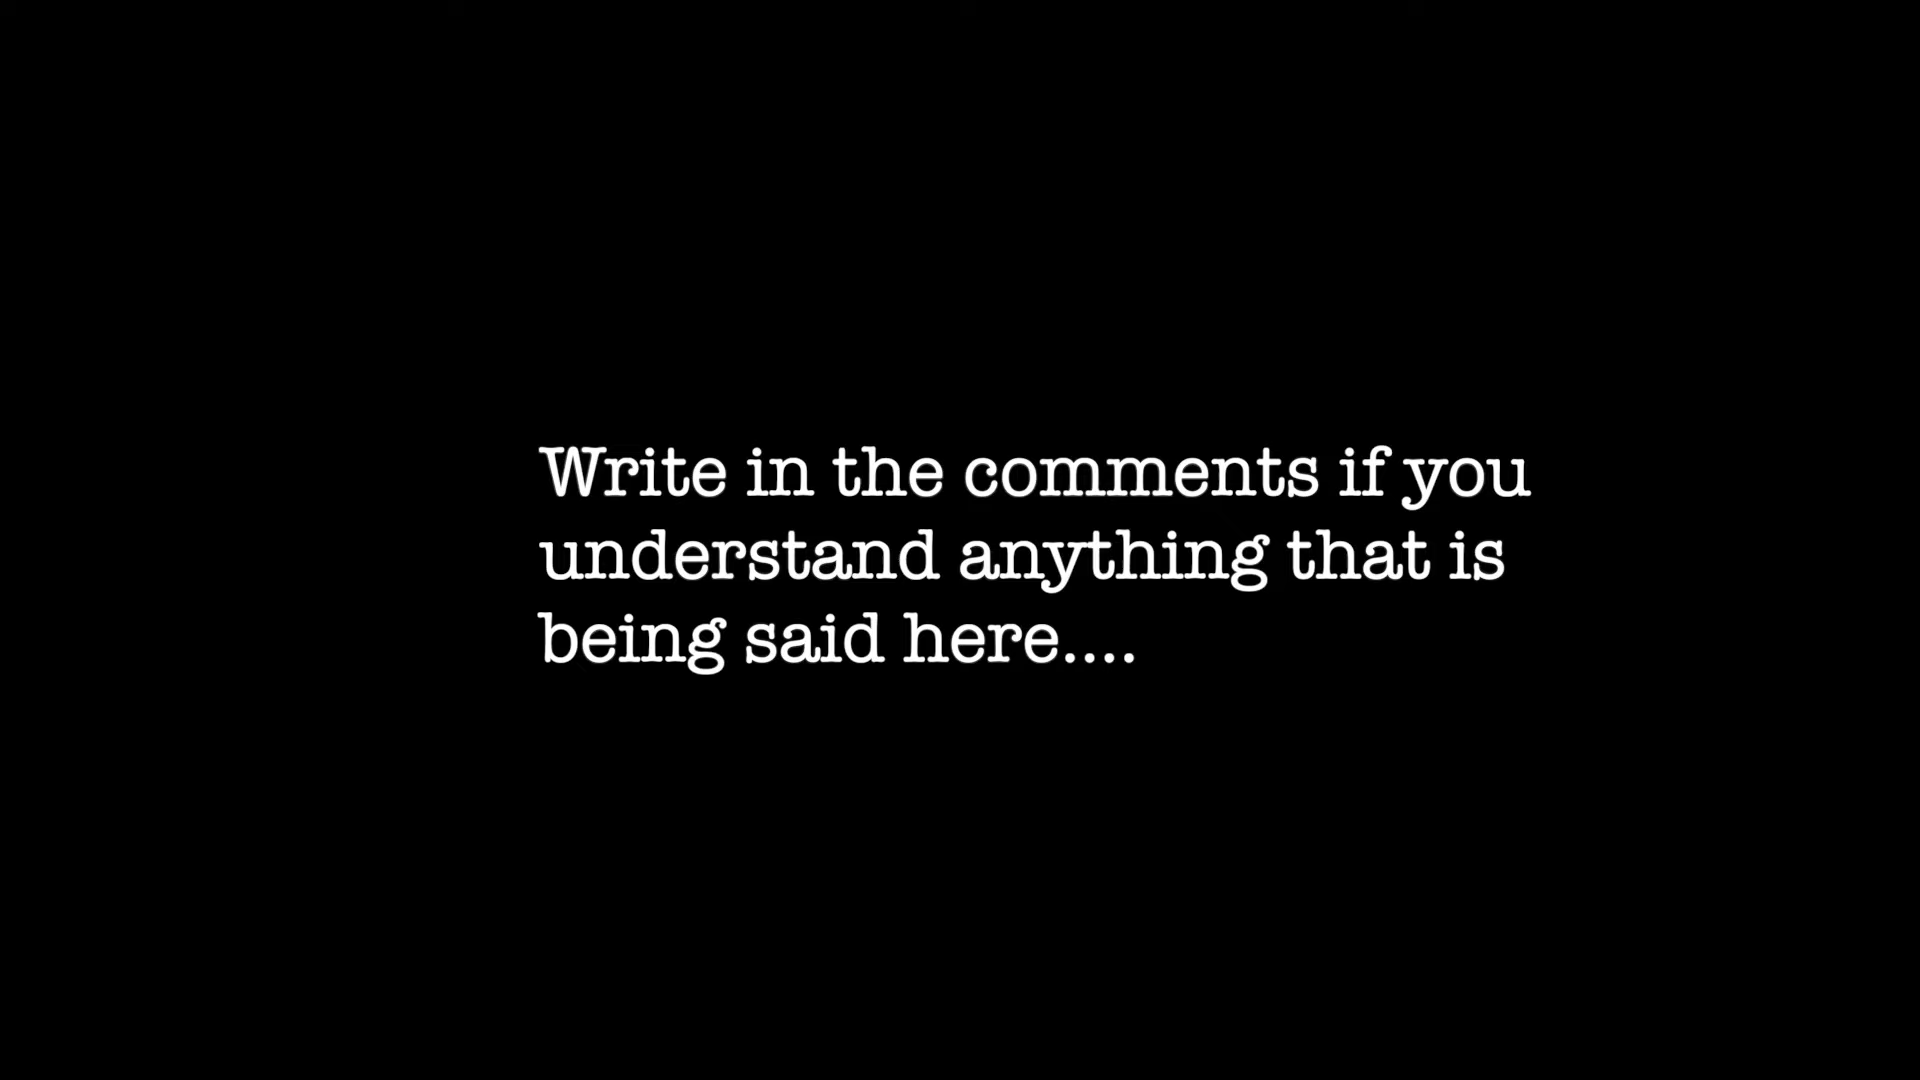 Write in the comments if you
understand anything that is
being said here....